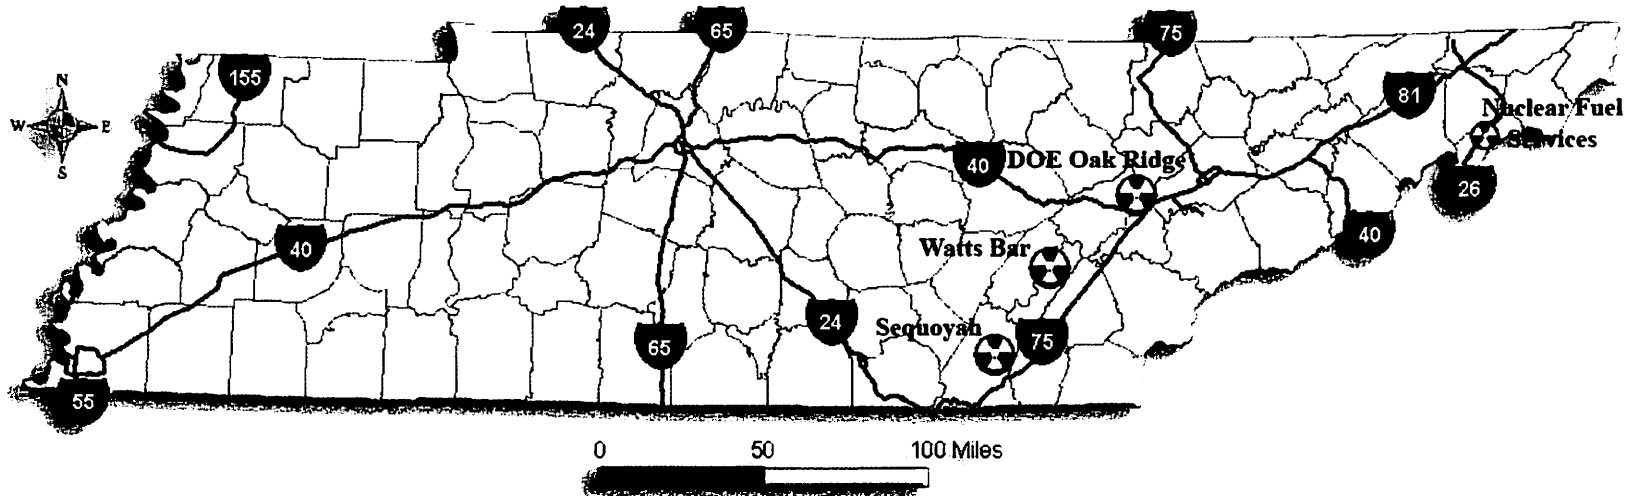 24
65
75
155
N
W E
S
81
Nuclear Fuel
Services
40
DOE Oak Ridge
26
40
40
Watts Bar
24
Sequoyah
65
75
55
0 50 100 Miles